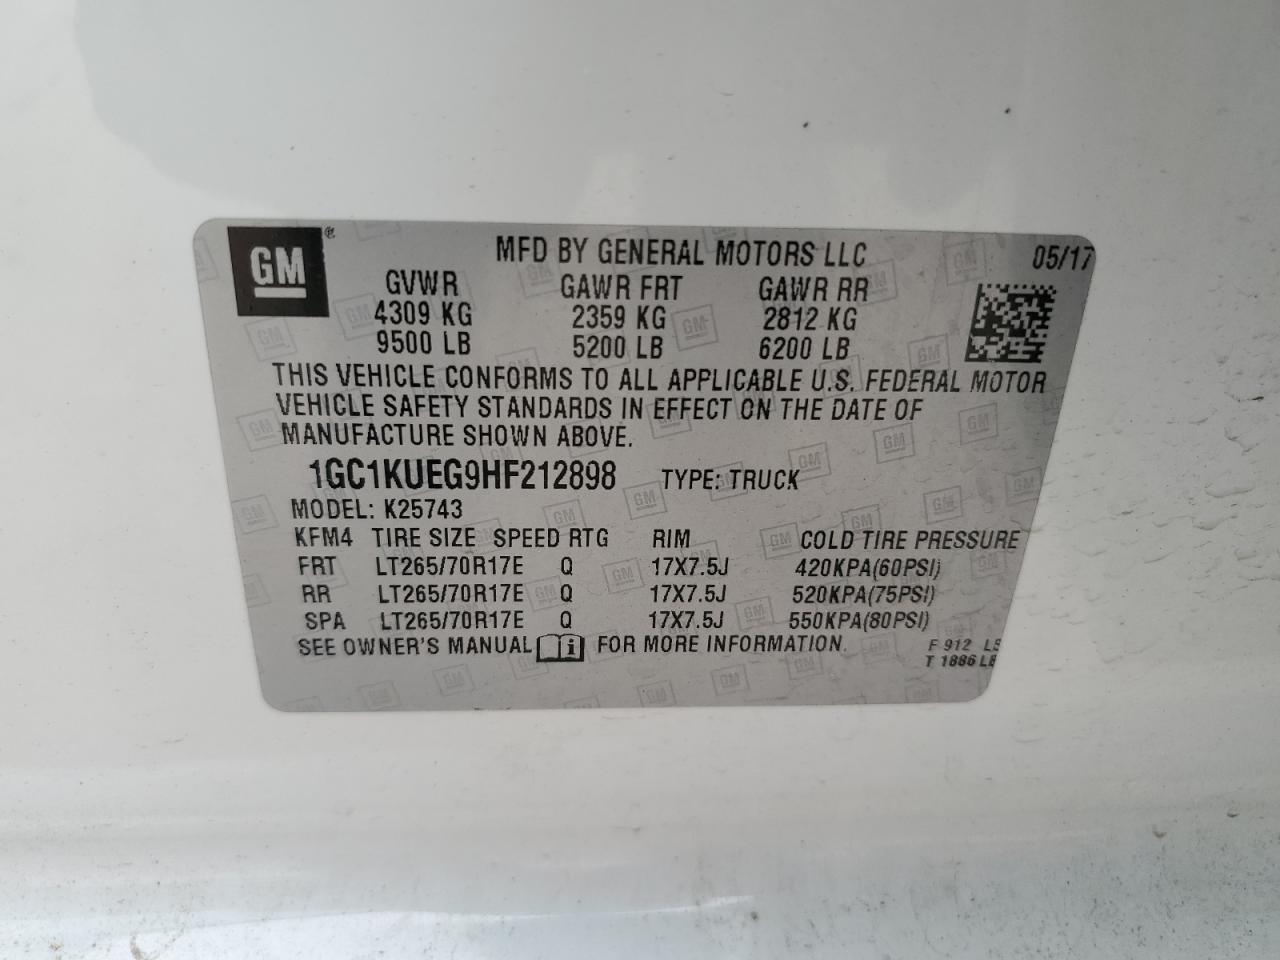 GM ® MFD BY GENERAL MOTORS LLC 05/17
GVWR GAWR FRT GAWR RR
4309 KG 2359 KG 2812 KG
9500 LB 5200 LB 6200 LB
THIS VEHICLE CONFORMS TO ALL APPLICABLE U.S. FEDERAL MOTOR
VEHICLE SAFETY STANDARDS IN EFFECT ON THE DATE OF
MANUFACTURE SHOWN ABOVE.
1GC1KUEG9HF212898 TYPE: TRUCK
MODEL: K25743
KFM4 TIRE SIZE SPEED RTG RIM COLD TIRE PRESSURE
FRT LT265/70R17E Q 17X7.5J 420KPA(60PSI)
RR LT265/70R17E Q 17X7.5J 520KPA(75PSI)
SPA LT265/70R17E Q 17X7.5J 550KPA(80PSI)
SEE OWNER'S MANUAL i FOR MORE INFORMATION.
F 912
T 1886